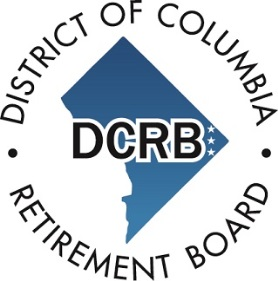 DISTRICT OF COLUMBIA
DCRB
RETIREMENT BOARD